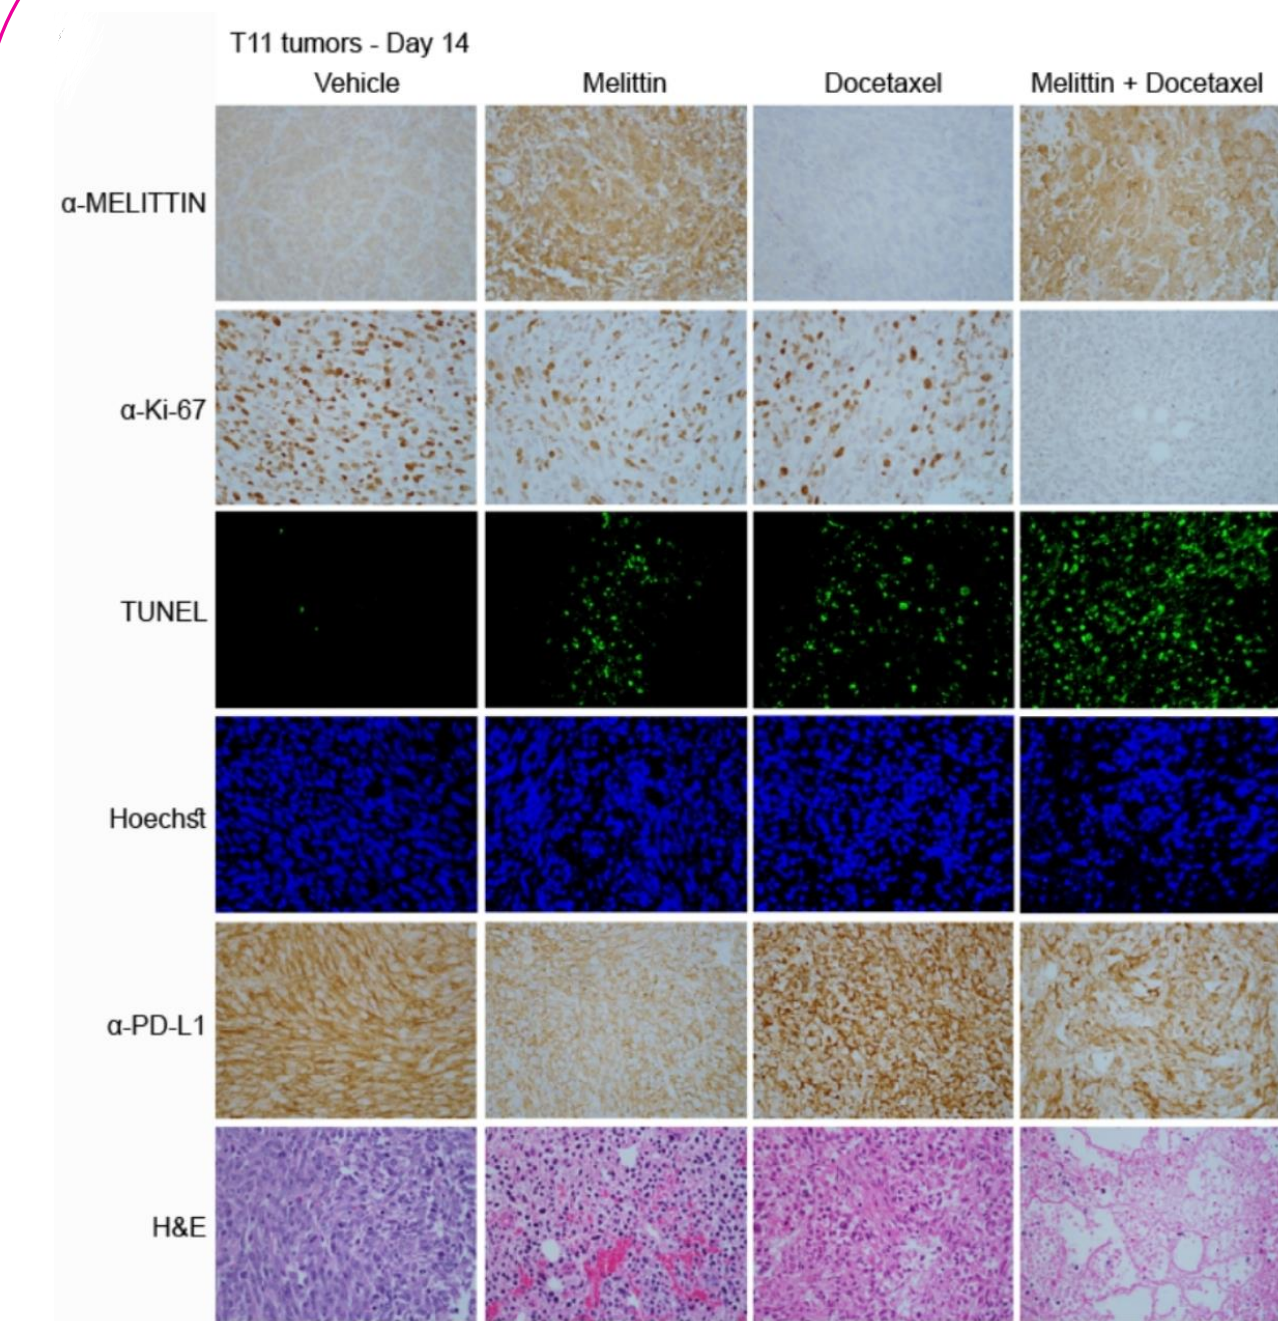 T11 tumors - Day 14
Vehicle Melittin Docetaxel Melittin + Docetaxel
α-MELITTIN
α-Ki-67
TUNEL
Hoechst
α-PD-L1
H&E